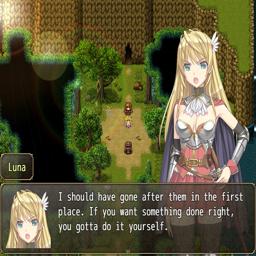 Luna
I should have gone after them in the first
place. If you want something done right,
you gotta do it yourself.